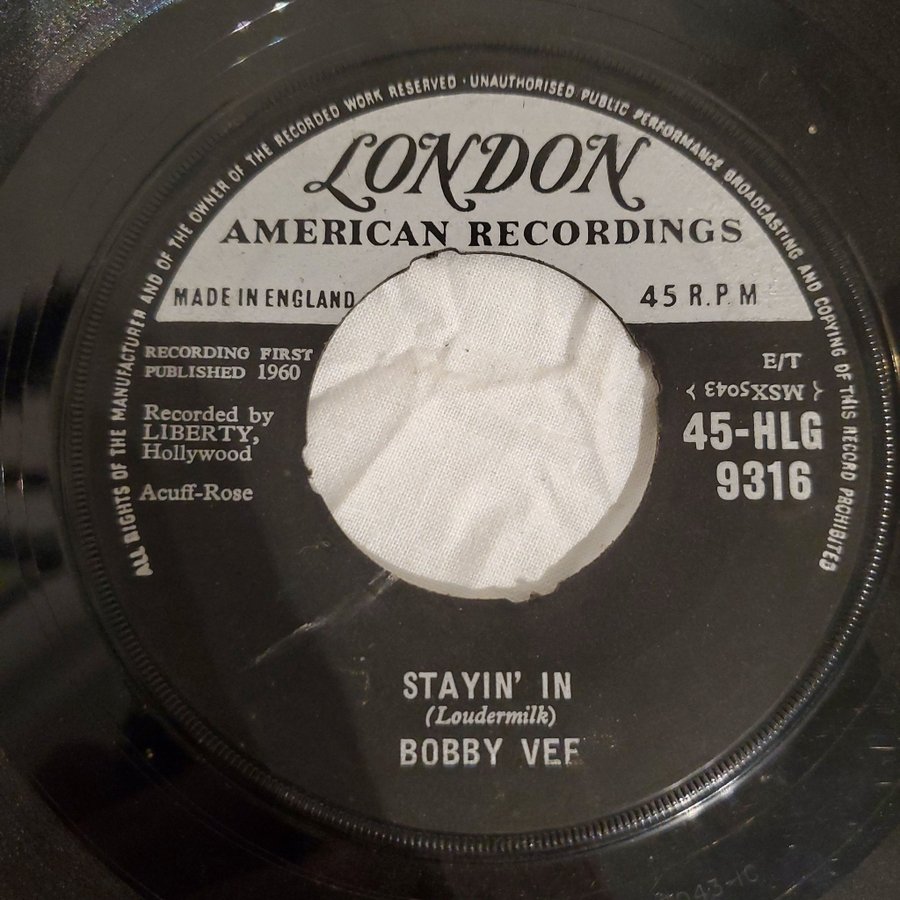 ALL RIGHTS OF THE MANUFACTURER AND OF THE OWNER OF THE RECORDED WORK RESERVED · UNAUTHORISED PUBLIC PERFORMANCE BROADCASTING AND COPYING OF THIS RECORD PROHIBITED
LONDON
AMERICAN RECORDINGS
MADE IN ENGLAND
45 R.P.M
RECORDING FIRST
PUBLISHED 1960
Recorded by
LIBERTY,
Hollywood
Acuff-Rose
E/T
MSX5043
45-HLG
9316
STAYIN' IN
(Loudermilk)
BOBBY VEE